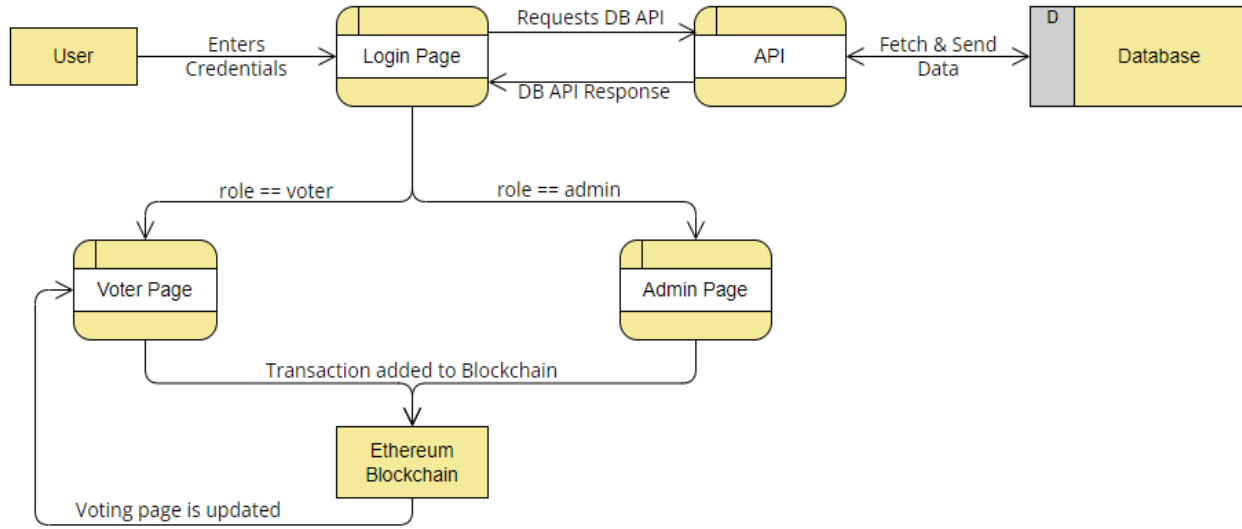 Requests DB API
D
User
Enters
Credentials
Login Page
API
Fetch & Send
Data
Database
DB API Response
role == voter
role == admin
Voter Page
Admin Page
Transaction added to Blockchain
Ethereum
Blockchain
Voting page is updated